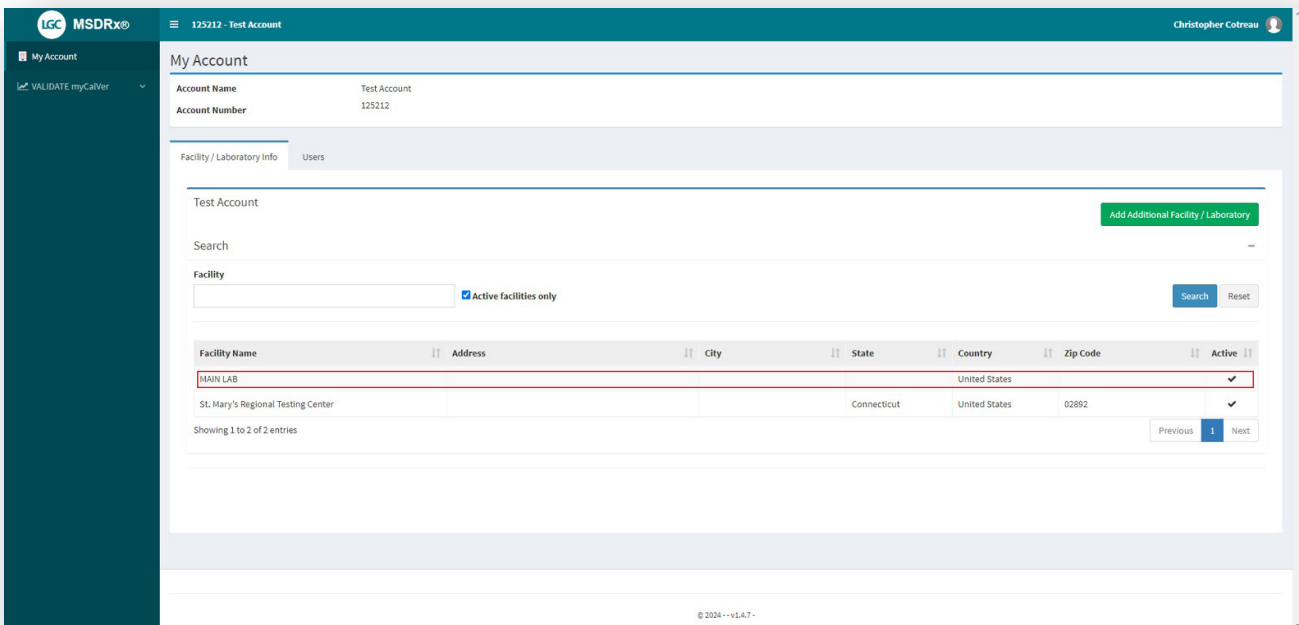 LGC MSDRx® 125212 - Test Account Christopher Cotreau
My Account
VALIDATE myCalVer
My Account
Account Name Test Account
Account Number 125212
Facility / Laboratory Info Users
Test Account
Add Additional Facility / Laboratory
Search
Facility
Active facilities only Search Reset
Facility Name Address City State Country Zip Code Active
MAIN LAB United States
St. Mary's Regional Testing Center Connecticut United States 02892
Showing 1 to 2 of 2 entries Previous 1 Next
© 2024 - - v1.4.7 -